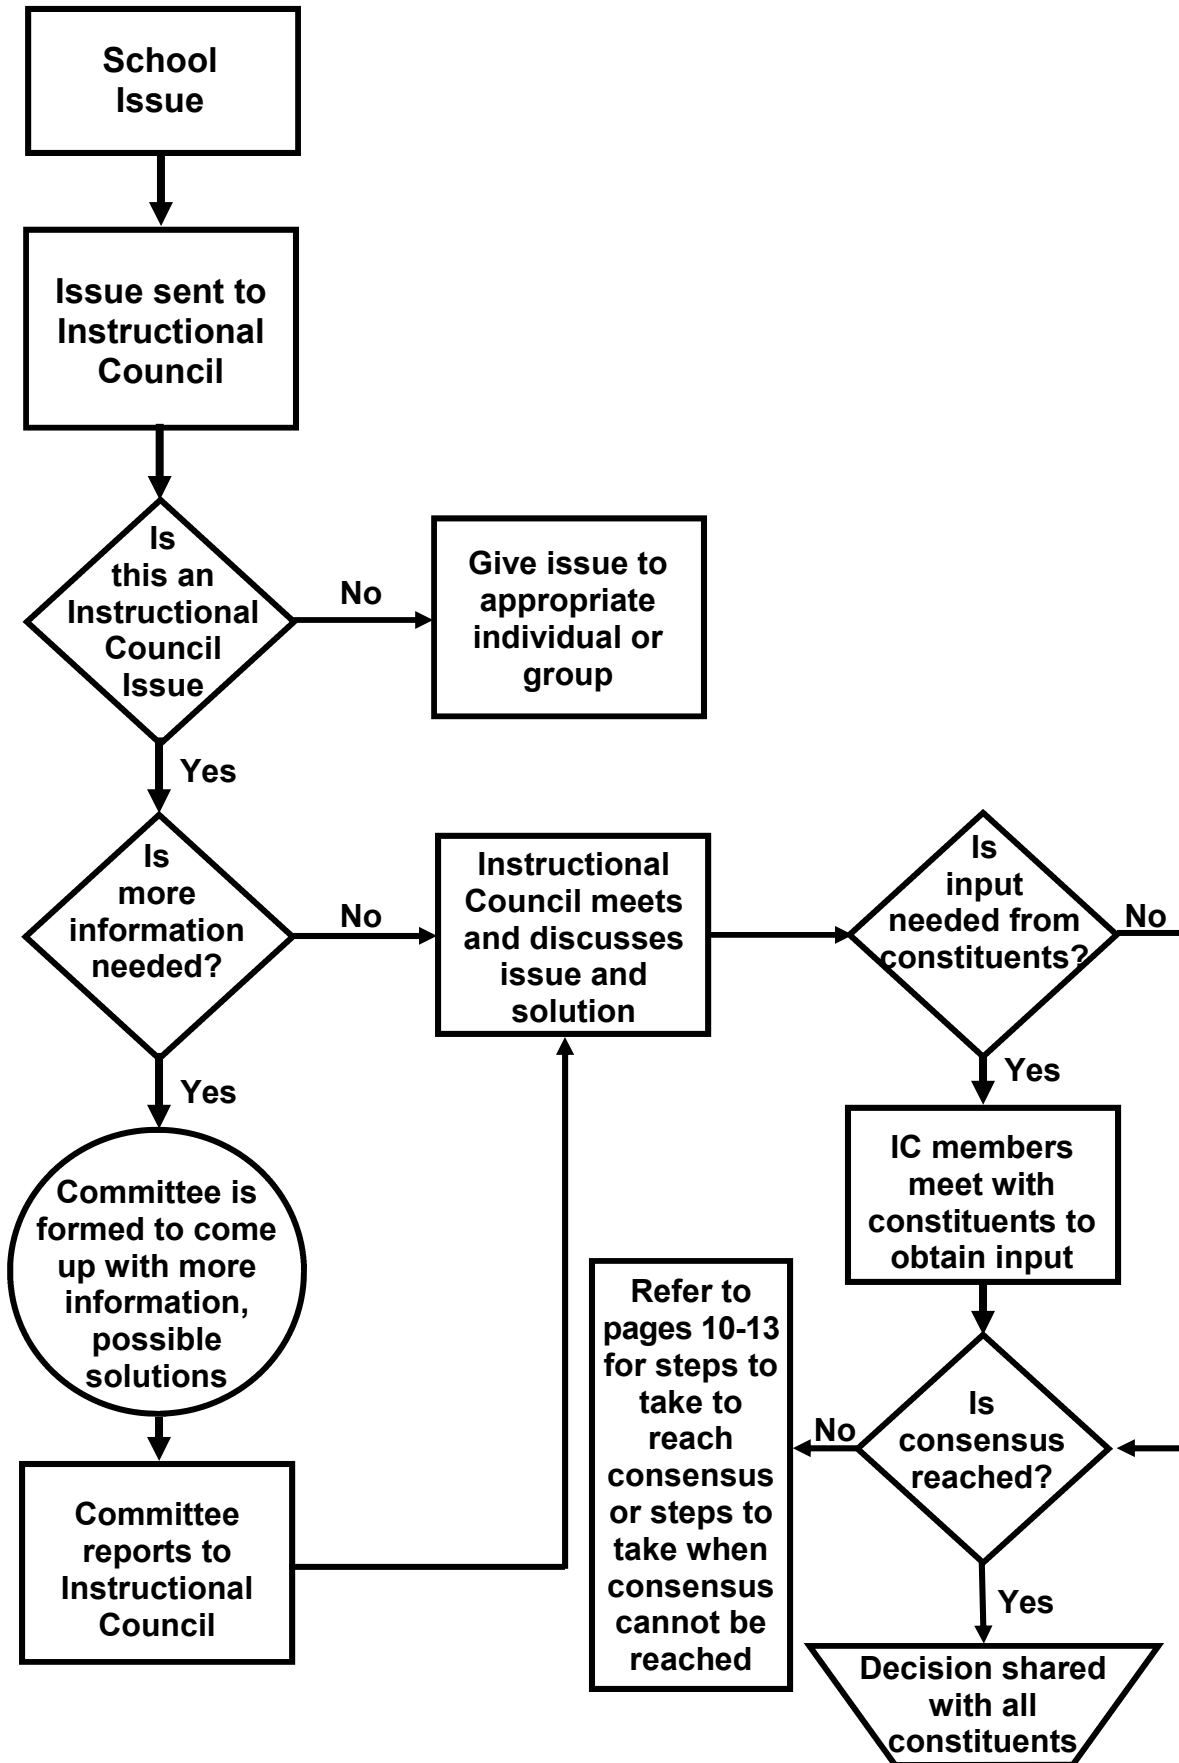 School
Issue
Issue sent to
Instructional
Council
Is
this an
Instructional
Council
Issue
No
Give issue to
appropriate
individual or
group
Yes
Is
more
information
needed?
No
Instructional
Council meets
and discusses
issue and
solution
Is
input
needed from
constituents?
No
Yes
Committee is
formed to come
up with more
information,
possible
solutions
Committee
reports to
Instructional
Council
Yes
IC members
meet with
constituents to
obtain input
Is
consensus
reached?
No
Refer to
pages 10-13
for steps to
take to
reach
consensus
or steps to
take when
consensus
cannot be
reached
Yes
Decision shared
with all
constituents